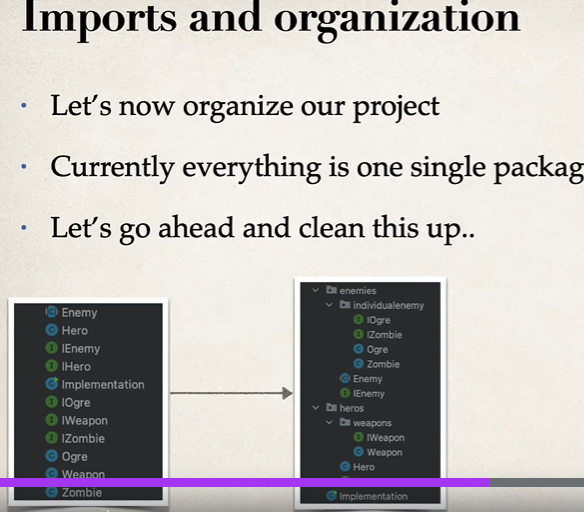 Imports and organization
Let's now organize our project
Currently everything is one single packag
Let's go ahead and clean this up..
Enemy
Hero
IEnemy
IHero
Implementation
IOgre
IWeapon
IZombie
Ogre
Weapon
Zombie
enemies
individualenemy
IOgre
IZombie
Ogre
Zombie
Enemy
IEnemy
heros
weapons
IWeapon
Weapon
Hero
Implementation